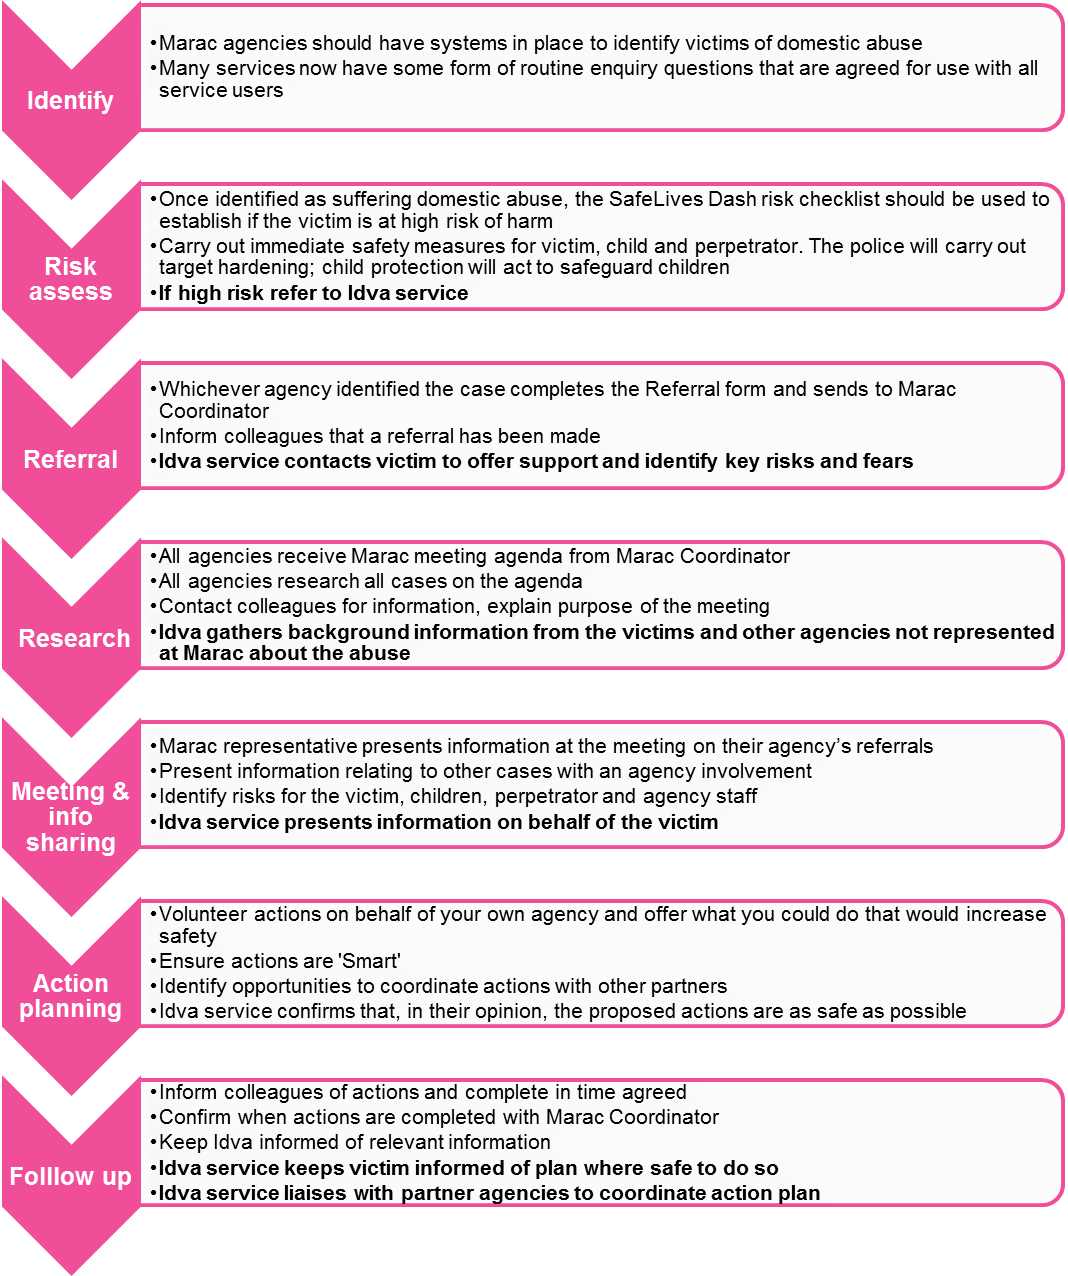 Identify
•Marac agencies should have systems in place to identify victims of domestic abuse
•Many services now have some form of routine enquiry questions that are agreed for use with all
service users
Risk
assess
•Once identified as suffering domestic abuse, the SafeLives Dash risk checklist should be used to
establish if the victim is at high risk of harm
•Carry out immediate safety measures for victim, child and perpetrator. The police will carry out
target hardening; child protection will act to safeguard children
•If high risk refer to Idva service
Referral
•Whichever agency identified the case completes the Referral form and sends to Marac
Coordinator
•Inform colleagues that a referral has been made
•Idva service contacts victim to offer support and identify key risks and fears
Research
•All agencies receive Marac meeting agenda from Marac Coordinator
•All agencies research all cases on the agenda
•Contact colleagues for information, explain purpose of the meeting
•Idva gathers background information from the victims and other agencies not represented
at Marac about the abuse
Meeting &
info
sharing
•Marac representative presents information at the meeting on their agency’s referrals
•Present information relating to other cases with an agency involvement
•Identify risks for the victim, children, perpetrator and agency staff
•Idva service presents information on behalf of the victim
Action
planning
•Volunteer actions on behalf of your own agency and offer what you could do that would increase
safety
•Ensure actions are 'Smart'
•Identify opportunities to coordinate actions with other partners
•Idva service confirms that, in their opinion, the proposed actions are as safe as possible
Folllow up
•Inform colleagues of actions and complete in time agreed
•Confirm when actions are completed with Marac Coordinator
•Keep Idva informed of relevant information
•Idva service keeps victim informed of plan where safe to do so
•Idva service liaises with partner agencies to coordinate action plan